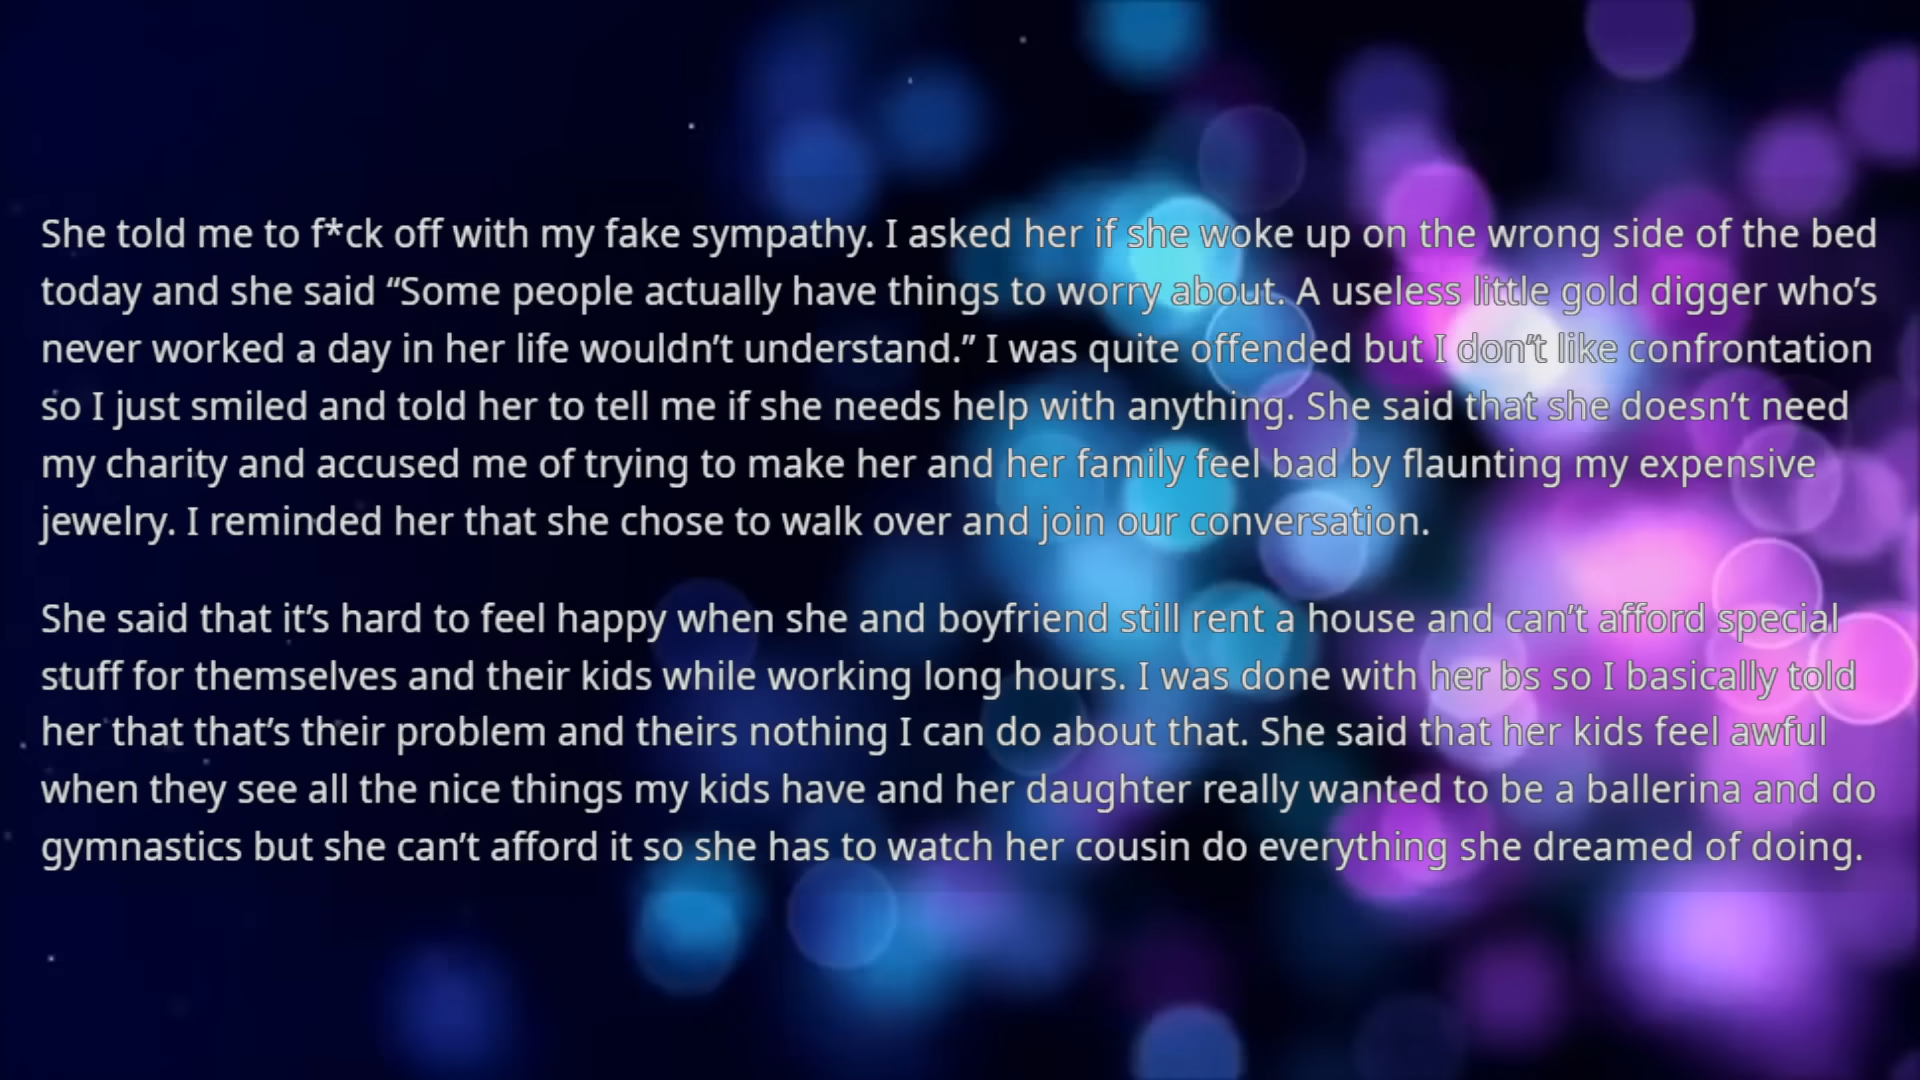 She told me to f*ck off with my fake sympathy. I asked her if she woke up on the wrong side of the bed
today and she said “Some people actually have things to worry about. A useless little gold digger who’s
never worked a day in her life wouldn’t understand.” I was quite offended but I don’t like confrontation
so I just smiled and told her to tell me if she needs help with anything. She said that she doesn’t need
my charity and accused me of trying to make her and her family feel bad by flaunting my expensive
jewelry. I reminded her that she chose to walk over and join our conversation.
She said that it’s hard to feel happy when she and boyfriend still rent a house and can’t afford special
stuff for themselves and their kids while working long hours. I was done with her bs so I basically told
her that that’s their problem and theirs nothing I can do about that. She said that her kids feel awful
when they see all the nice things my kids have and her daughter really wanted to be a ballerina and do
gymnastics but she can’t afford it so she has to watch her cousin do everything she dreamed of doing.